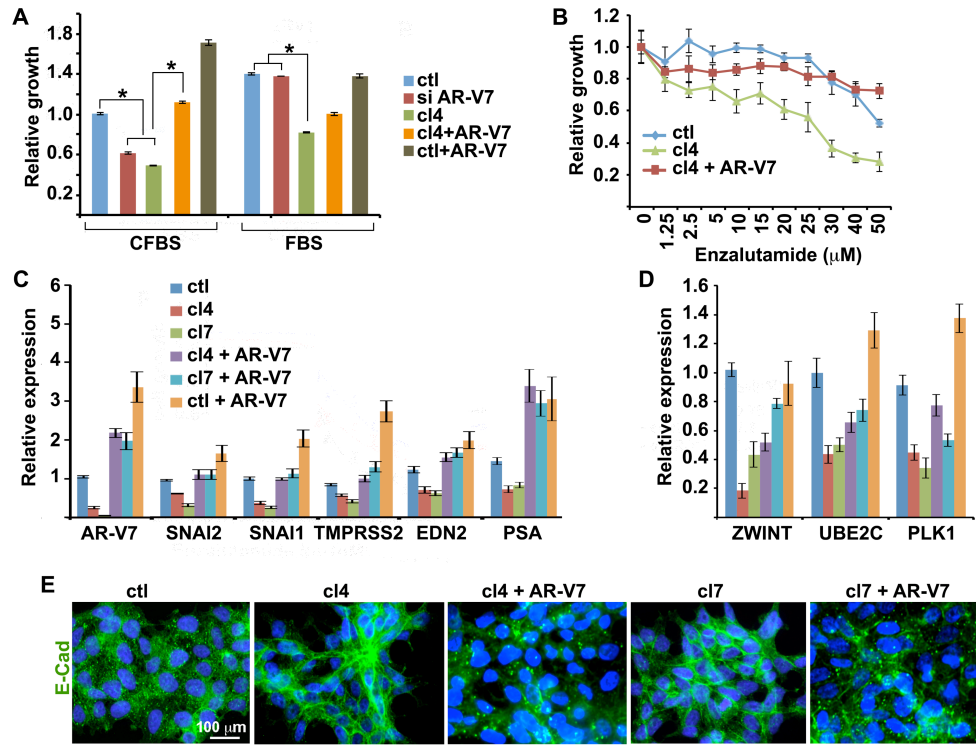 A
Relative growth
1.8
1.4
1.0
0.6
0.2
*
*
*
CFBS
FBS
ctl
si AR-V7
cl4
cl4+AR-V7
ctl+AR-V7
B
Relative growth
1.2
1.0
0.8
0.6
0.4
0.2
ctl
cl4
cl4 + AR-V7
0
1.25
2.5
5
10
15
20
25
30
40
50
Enzalutamide (μM)
C
Relative expression
6
5
4
3
2
1
ctl
cl4
cl7
cl4 + AR-V7
cl7 + AR-V7
ctl + AR-V7
AR-V7
SNAI2
SNAI1
TMPRSS2
EDN2
PSA
D
Relative expression
1.6
1.4
1.2
1.0
0.8
0.6
0.4
0.2
ZWINT
UBE2C
PLK1
E
ctl
cl4
cl4 + AR-V7
cl7
cl7 + AR-V7
E-Cad
100 μm